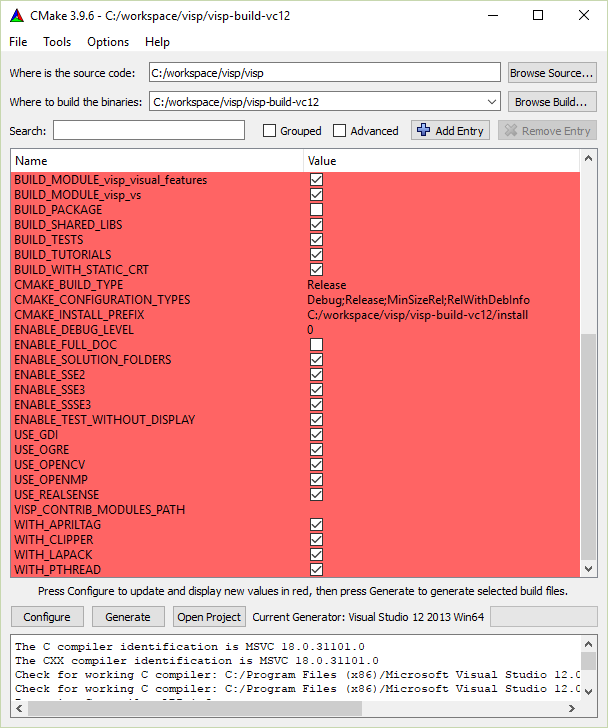 CMake 3.9.6 - C:/workspace/visp/visp-build-vc12
File Tools Options Help
Where is the source code: C:/workspace/visp/visp Browse Source...
Where to build the binaries: C:/workspace/visp/visp-build-vc12 Browse Build...
Search: Grouped Advanced Add Entry Remove Entry
Name Value
BUILD_MODULE_visp_visual_features
BUILD_MODULE_visp_vs
BUILD_PACKAGE
BUILD_SHARED_LIBS
BUILD_TESTS
BUILD_TUTORIALS
BUILD_WITH_STATIC_CRT
CMAKE_BUILD_TYPE Release
CMAKE_CONFIGURATION_TYPES Debug;Release;MinSizeRel;RelWithDebInfo
CMAKE_INSTALL_PREFIX C:/workspace/visp/visp-build-vc12/install
ENABLE_DEBUG_LEVEL 0
ENABLE_FULL_DOC
ENABLE_SOLUTION_FOLDERS
ENABLE_SSE2
ENABLE_SSE3
ENABLE_SSSE3
ENABLE_TEST_WITHOUT_DISPLAY
USE_GDI
USE_OGRE
USE_OPENCV
USE_OPENMP
USE_REALSENSE
VISP_CONTRIB_MODULES_PATH
WITH_APRILTAG
WITH_CLIPPER
WITH_LAPACK
WITH_PTHREAD
Press Configure to update and display new values in red, then press Generate to generate selected build files.
Configure Generate Open Project Current Generator: Visual Studio 12 2013 Win64
The C compiler identification is MSVC 18.0.31101.0
The CXX compiler identification is MSVC 18.0.31101.0
Check for working C compiler: C:/Program Files (x86)/Microsoft Visual Studio 12.0
Check for working C compiler: C:/Program Files (x86)/Microsoft Visual Studio 12.0